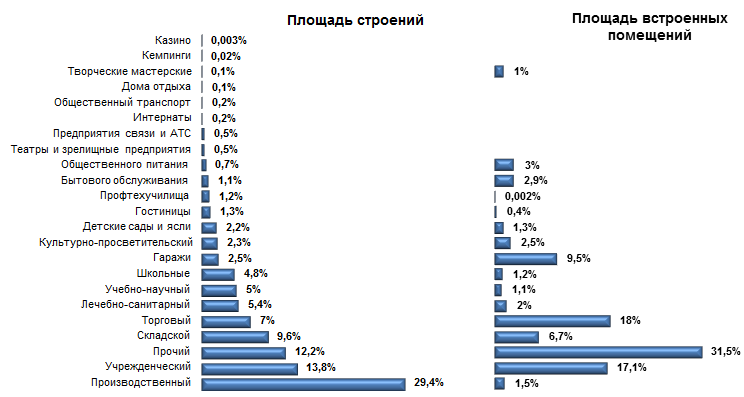 Площадь строений
Площадь встроенных
помещений
Казино 0,003%
Кемпинги 0,02%
Творческие мастерские 0,1% 1%
Дома отдыха 0,1%
Общественный транспорт 0,2%
Интернаты 0,2%
Предприятия связи и АТС 0,5%
Театры и зрелищные предприятия 0,5%
Общественного питания 0,7% 3%
Бытового обслуживания 1,1% 2,9%
Профтехучилища 1,2% 0,002%
Гостиницы 1,3% 0,4%
Детские сады и ясли 2,2% 1,3%
Культурно-просветительский 2,3% 2,5%
Гаражи 2,5% 9,5%
Школьные 4,8% 1,2%
Учебно-научный 5% 1,1%
Лечебно-санитарный 5,4% 2%
Торговый 7% 18%
Складской 9,6% 6,7%
Прочий 12,2% 31,5%
Учрежденческий 13,8% 17,1%
Производственный 29,4% 1,5%